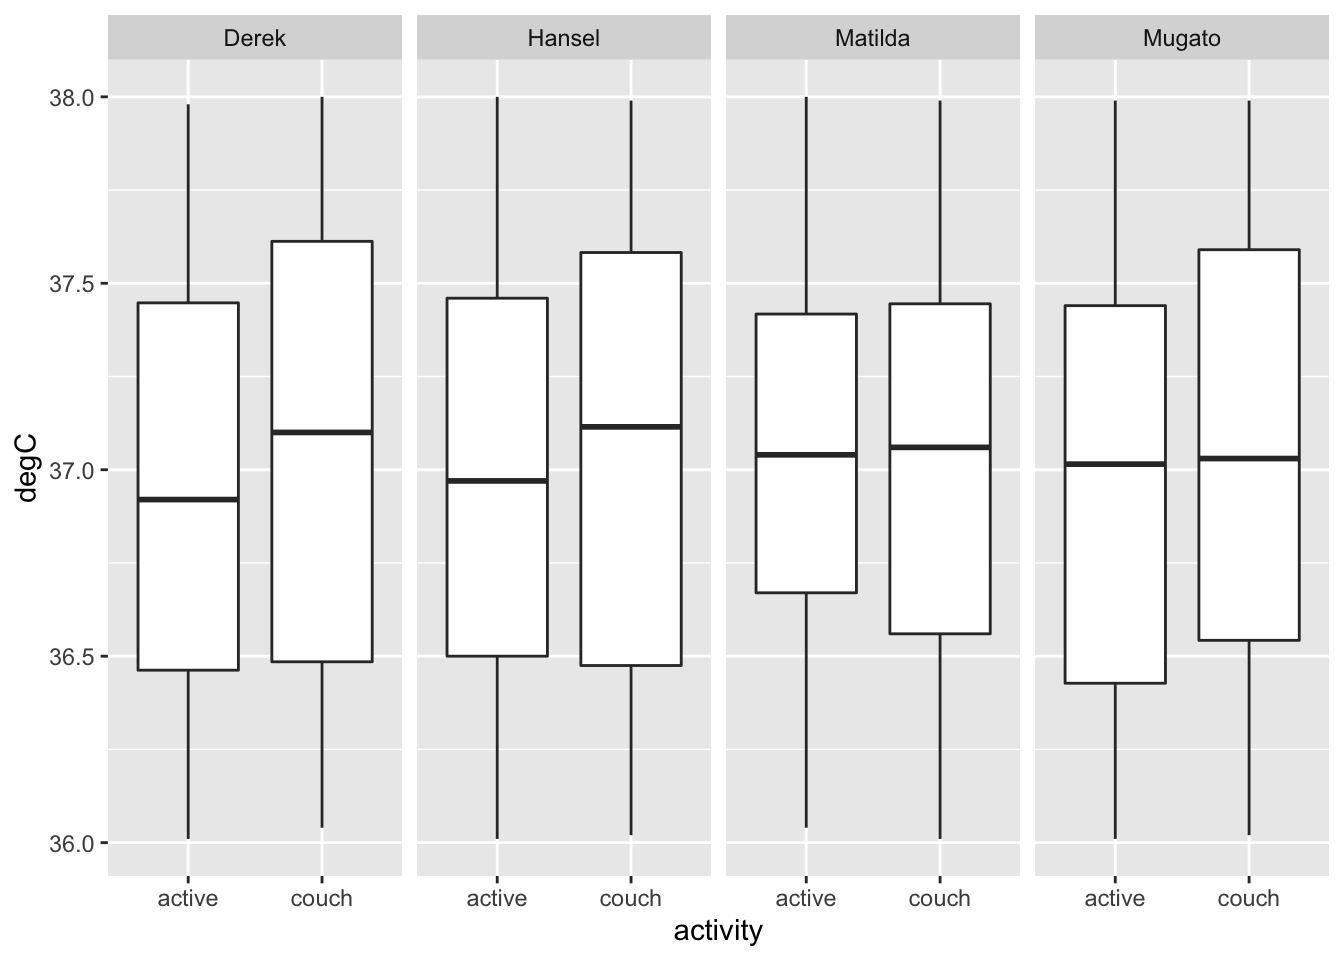 Derek Hansel Matilda Mugato
38.0
37.5
37.0
36.5
36.0
degC
active couch active couch active couch active couch
activity